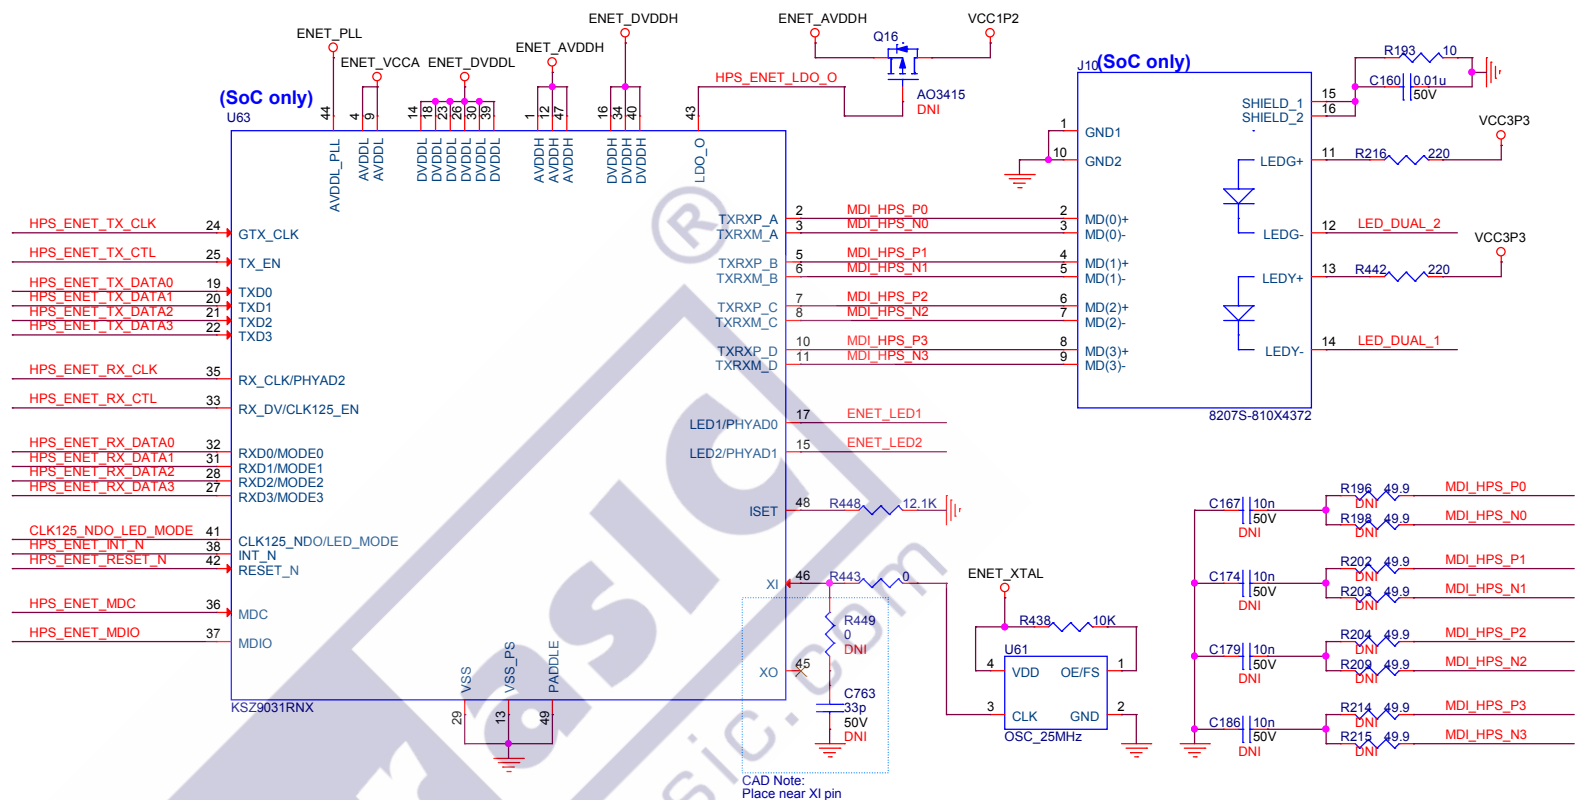 ENET_PLL
ENET_VCCA
ENET_DVDDL
ENET_AVDDH
ENET_DVDDH
ENET_AVDDH
VCC1P2
Q16
HPS_ENET_LDO_O
AO3415
DNI
(SoC only)
U63
44
4
9
14
18
23
26
30
39
1
12
47
16
34
40
43
AVDDL_PLL
AVDDL
AVDDL
DVDDL
DVDDL
DVDDL
DVDDL
DVDDL
DVDDL
AVDDH
AVDDH
AVDDH
DVDDH
DVDDH
DVDDH
LDO_O
HPS_ENET_TX_CLK 24 GTX_CLK
HPS_ENET_TX_CTL 25 TX_EN
HPS_ENET_TX_DATA0 19 TXD0
HPS_ENET_TX_DATA1 20 TXD1
HPS_ENET_TX_DATA2 21 TXD2
HPS_ENET_TX_DATA3 22 TXD3
HPS_ENET_RX_CLK 35 RX_CLK/PHYAD2
HPS_ENET_RX_CTL 33 RX_DV/CLK125_EN
HPS_ENET_RX_DATA0 32 RXD0/MODE0
HPS_ENET_RX_DATA1 31 RXD1/MODE1
HPS_ENET_RX_DATA2 28 RXD2/MODE2
HPS_ENET_RX_DATA3 27 RXD3/MODE3
CLK125_NDO_LED_MODE 41 CLK125_NDO/LED_MODE
HPS_ENET_INT_N 38 INT_N
HPS_ENET_RESET_N 42 RESET_N
HPS_ENET_MDC 36 MDC
HPS_ENET_MDIO 37 MDIO
TXRXP_A 2 MDI_HPS_P0
TXRXM_A 3 MDI_HPS_N0
TXRXP_B 5 MDI_HPS_P1
TXRXM_B 6 MDI_HPS_N1
TXRXP_C 7 MDI_HPS_P2
TXRXM_C 8 MDI_HPS_N2
TXRXP_D 10 MDI_HPS_P3
TXRXM_D 11 MDI_HPS_N3
LED1/PHYAD0 17 ENET_LED1
LED2/PHYAD1 15 ENET_LED2
ISET 48 R448 12.1K
XI 46 R443 0
XO 45
VSS
VSS_PS
PADDLE
29
13
49
KSZ9031RNX
R449
0
DNI
C763
33p
50V
DNI
CAD Note:
Place near XI pin
ENET_XTAL
R438 10K
U61
4 VDD OE/FS 1
3 CLK GND 2
OSC_25MHz
(SoC only)
J10
1 GND1
10 GND2
2 MD(0)+
3 MD(0)-
4 MD(1)+
5 MD(1)-
6 MD(2)+
7 MD(2)-
8 MD(3)+
9 MD(3)-
SHIELD_1 15
SHIELD_2 16
LEDG+ 11
LEDG- 12 LED_DUAL_2
LEDY+ 13
LEDY- 14 LED_DUAL_1
8207S-810X4372
R193 10
C160 0.01u
50V
VCC3P3
R216 220
VCC3P3
R442 220
C167 10n
50V
DNI
R196 49.9 MDI_HPS_P0
DNI
R198 49.9 MDI_HPS_N0
DNI
C174 10n
50V
DNI
R202 49.9 MDI_HPS_P1
DNI
R203 49.9 MDI_HPS_N1
DNI
C179 10n
50V
DNI
R204 49.9 MDI_HPS_P2
DNI
R209 49.9 MDI_HPS_N2
DNI
C186 10n
50V
DNI
R214 49.9 MDI_HPS_P3
DNI
R215 49.9 MDI_HPS_N3
DNI
asic
®
sic.com